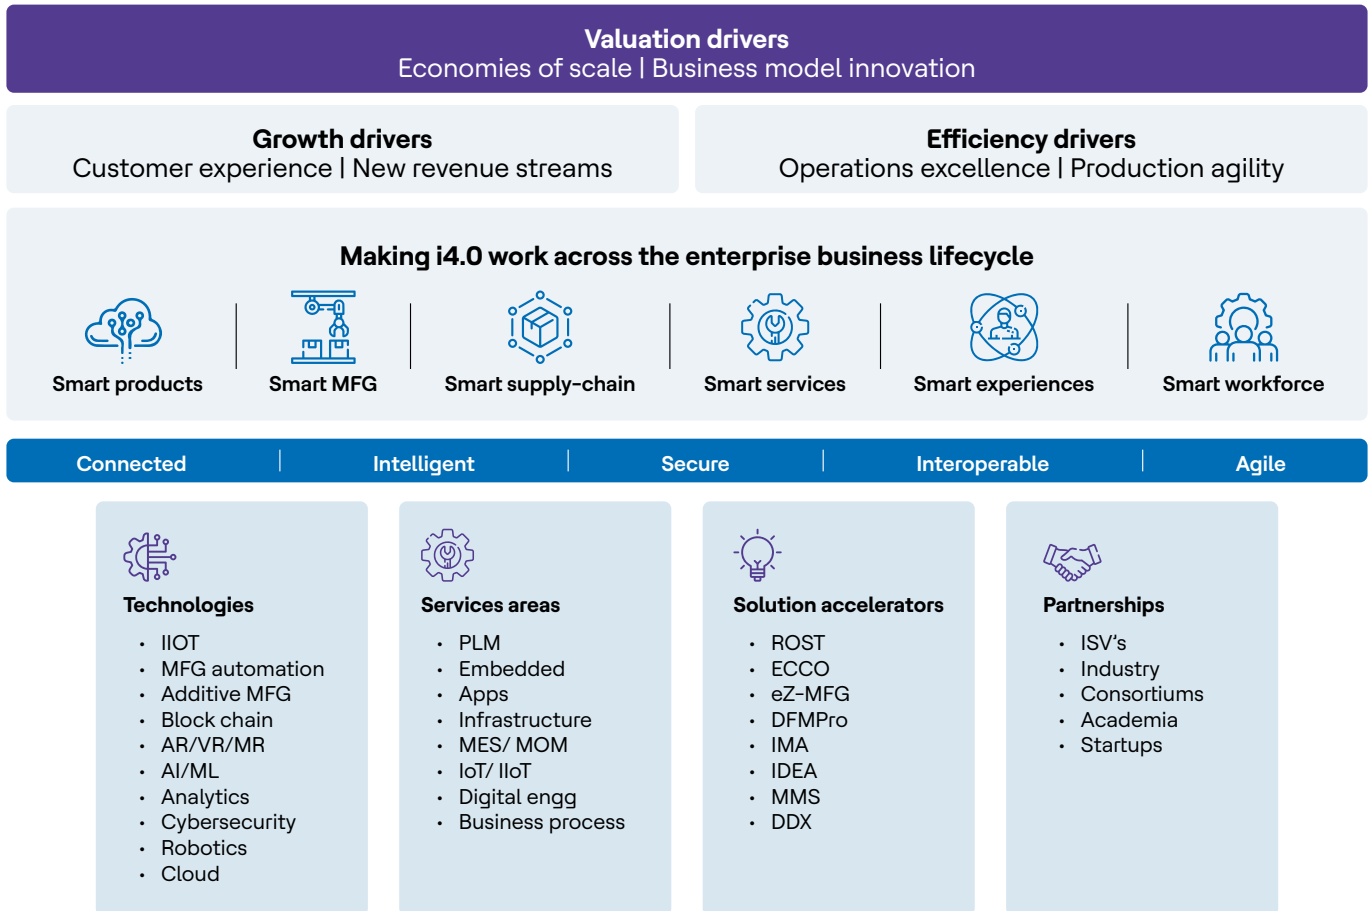 Valuation drivers
Economies of scale | Business model innovation
Growth drivers
Customer experience | New revenue streams
Efficiency drivers
Operations excellence | Production agility
Making i4.0 work across the enterprise business lifecycle
Smart products
Smart MFG
Smart supply-chain
Smart services
Smart experiences
Smart workforce
Connected
Intelligent
Secure
Interoperable
Agile
Technologies
• IIOT
• MFG automation
• Additive MFG
• Block chain
• AR/VR/MR
• AI/ML
• Analytics
• Cybersecurity
• Robotics
• Cloud
Services areas
• PLM
• Embedded
• Apps
• Infrastructure
• MES/ MOM
• IoT/ IIoT
• Digital engg
• Business process
Solution accelerators
• ROST
• ECCO
• eZ-MFG
• DFMPro
• IMA
• IDEA
• MMS
• DDX
Partnerships
• ISV's
• Industry
• Consortiums
• Academia
• Startups